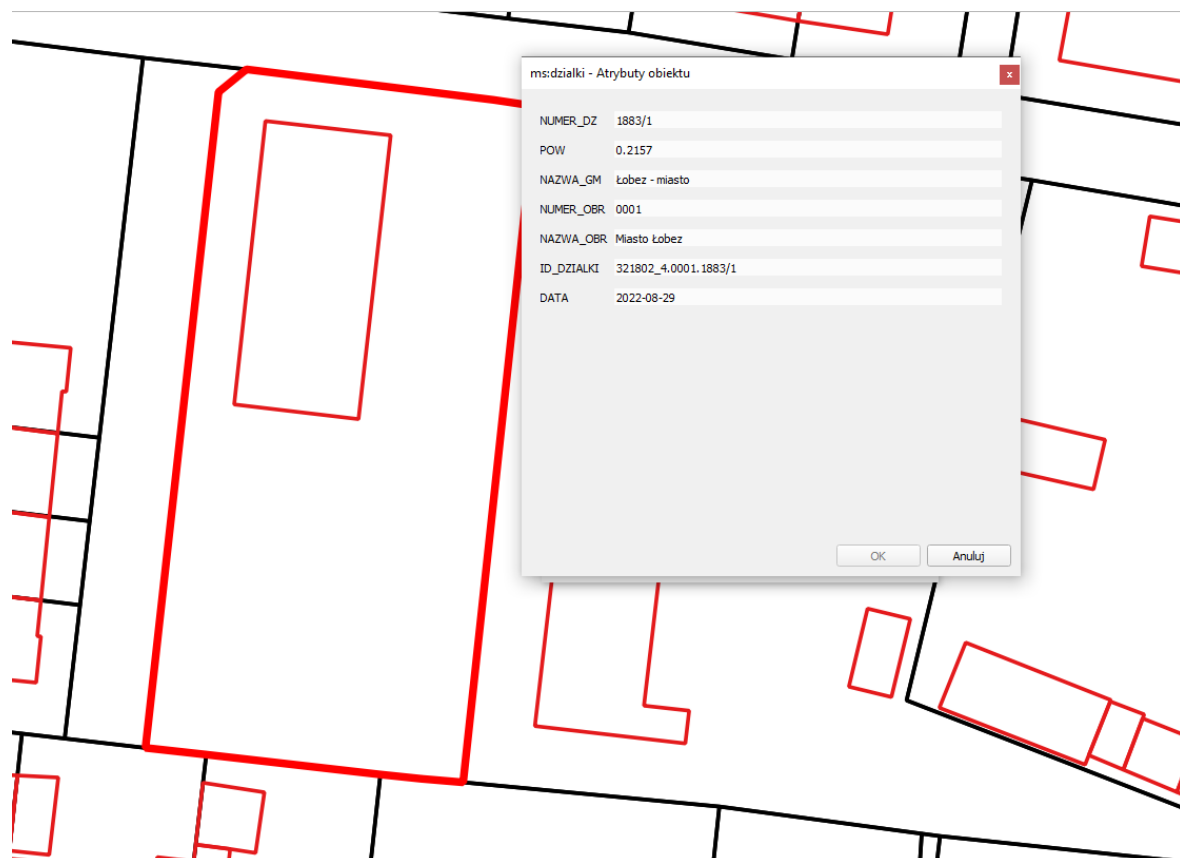 ms:dzialki - Atrybuty obiektu
x
NUMER_DZ 1883/1
POW 0.2157
NAZWA_GM Łobez - miasto
NUMER_OBR 0001
NAZWA_OBR Miasto Łobez
ID_DZIALKI 321802_4.0001.1883/1
DATA 2022-08-29
OK Anuluj